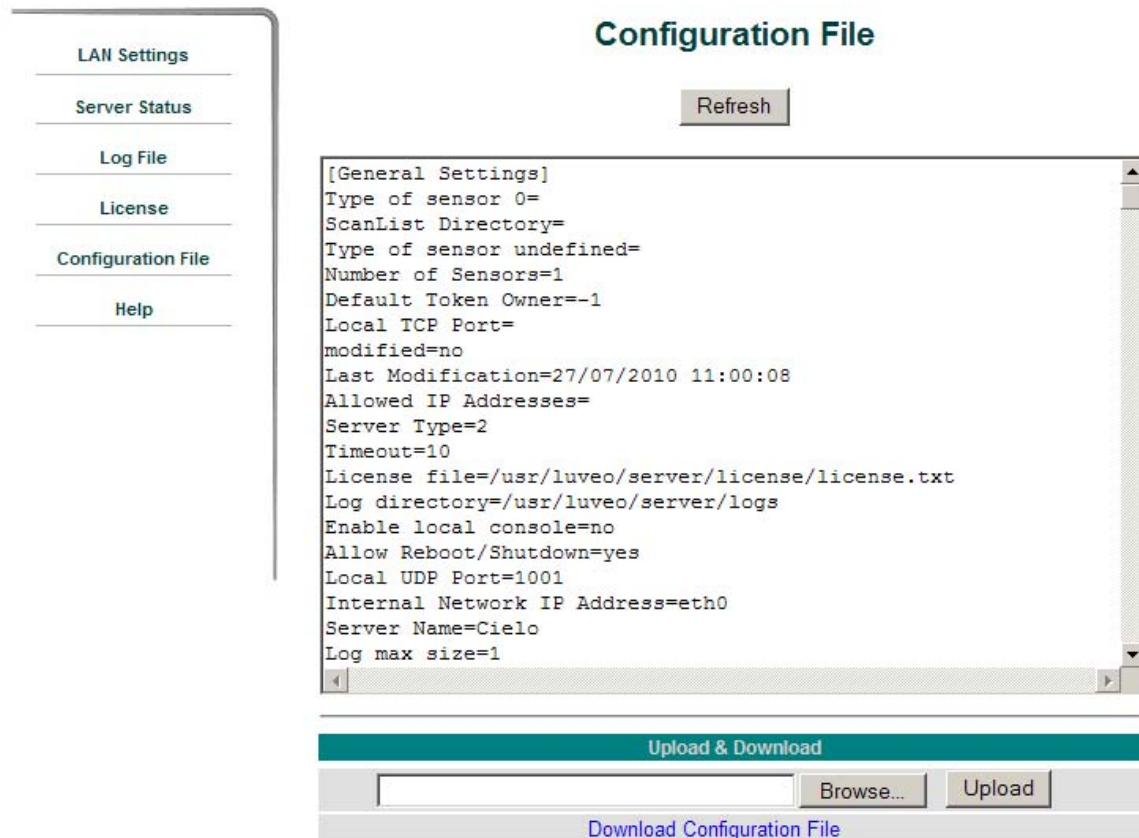 LAN Settings
Server Status
Log File
License
Configuration File
Help
Configuration File
Refresh
[General Settings]
Type of sensor 0=
ScanList Directory=
Type of sensor undefined=
Number of Sensors=1
Default Token Owner=-1
Local TCP Port=
modified=no
Last Modification=27/07/2010 11:00:08
Allowed IP Addresses=
Server Type=2
Timeout=10
License file=/usr/luveo/server/license/license.txt
Log directory=/usr/luveo/server/logs
Enable local console=no
Allow Reboot/Shutdown=yes
Local UDP Port=1001
Internal Network IP Address=eth0
Server Name=Cielo
Log max size=1
Upload & Download
Browse...
Upload
Download Configuration File